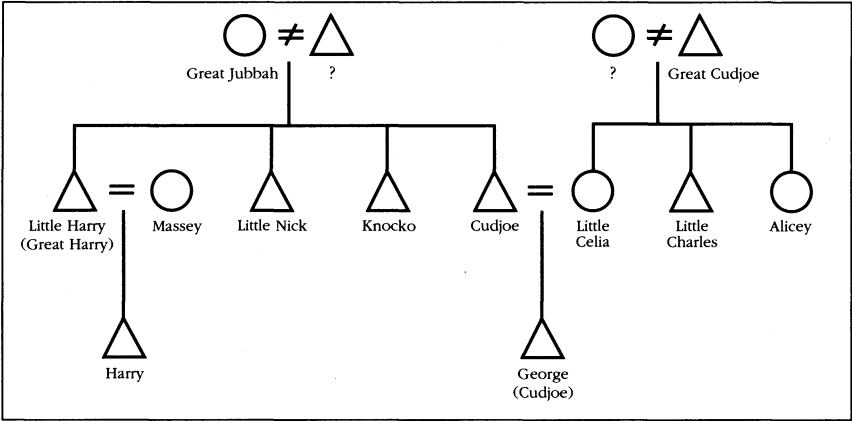 Great Jubbah
?
?
Great Cudjoe
Little Harry
(Great Harry)
Massey
Little Nick
Knocko
Cudjoe
Little
Celia
Little
Charles
Alicey
Harry
George
(Cudjoe)